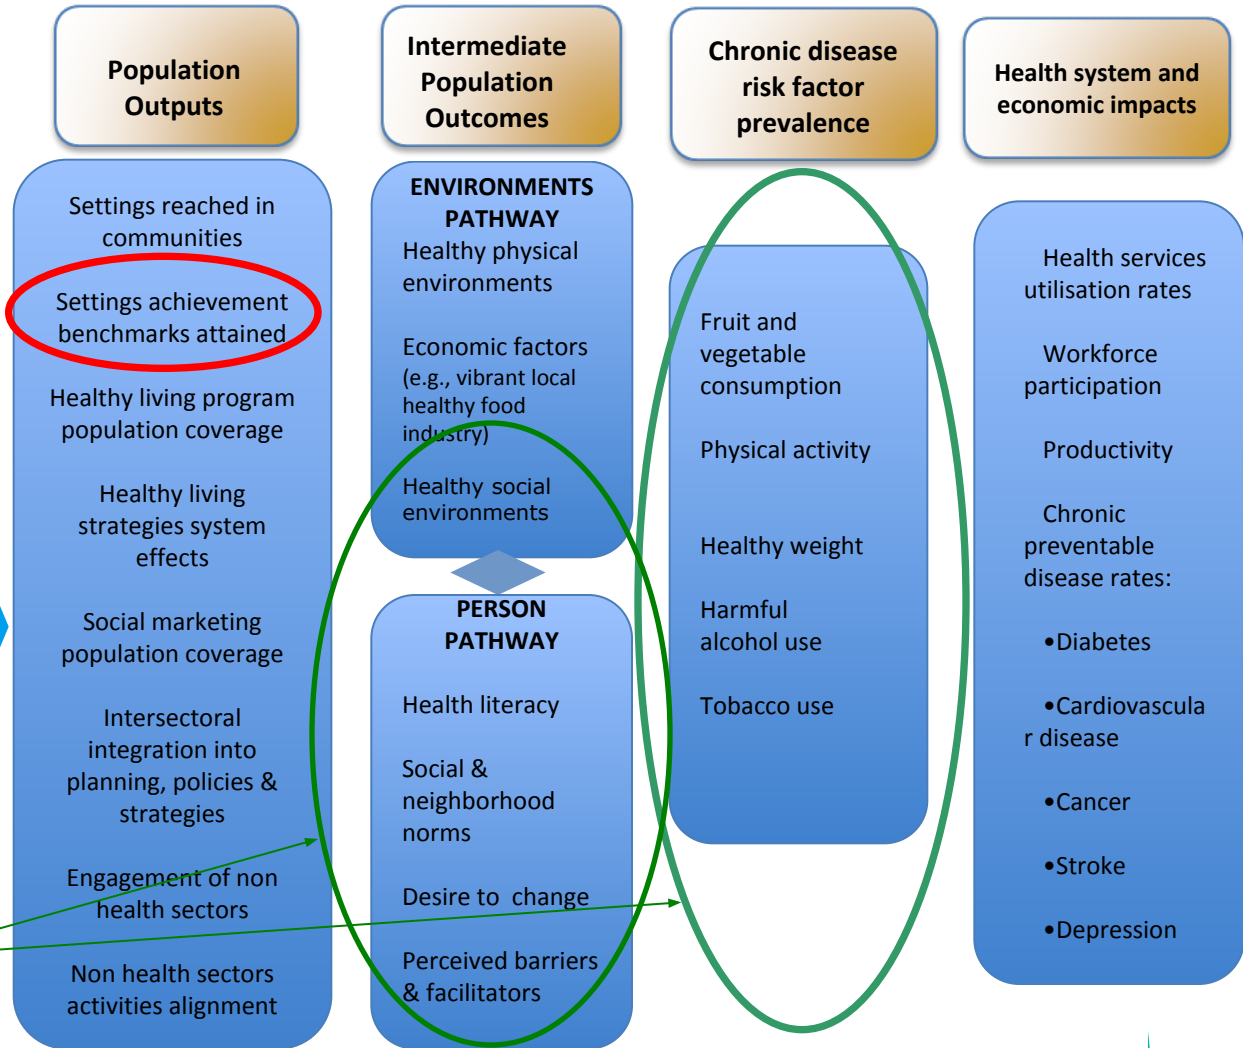 Population
Outputs
Settings reached in
communities
Settings achievement
benchmarks attained
Healthy living program
population coverage
Healthy living
strategies system
effects
Social marketing
population coverage
Intersectoral
integration into
planning, policies &
strategies
Engagement of non
health sectors
Non health sectors
activities alignment
Intermediate
Population
Outcomes
ENVIRONMENTS
PATHWAY
Healthy physical
environments
Economic factors
(e.g., vibrant local
healthy food
industry)
Healthy social
environments
PERSON
PATHWAY
Health literacy
Social &
neighborhood
norms
Desire to change
Perceived barriers
& facilitators
Chronic disease
risk factor
prevalence
Fruit and
vegetable
consumption
Physical activity
Healthy weight
Harmful
alcohol use
Tobacco use
Health system and
economic impacts
Health services
utilisation rates
Workforce
participation
Productivity
Chronic
preventable
disease rates:
•Diabetes
•Cardiovascula
r disease
•Cancer
•Stroke
•Depression